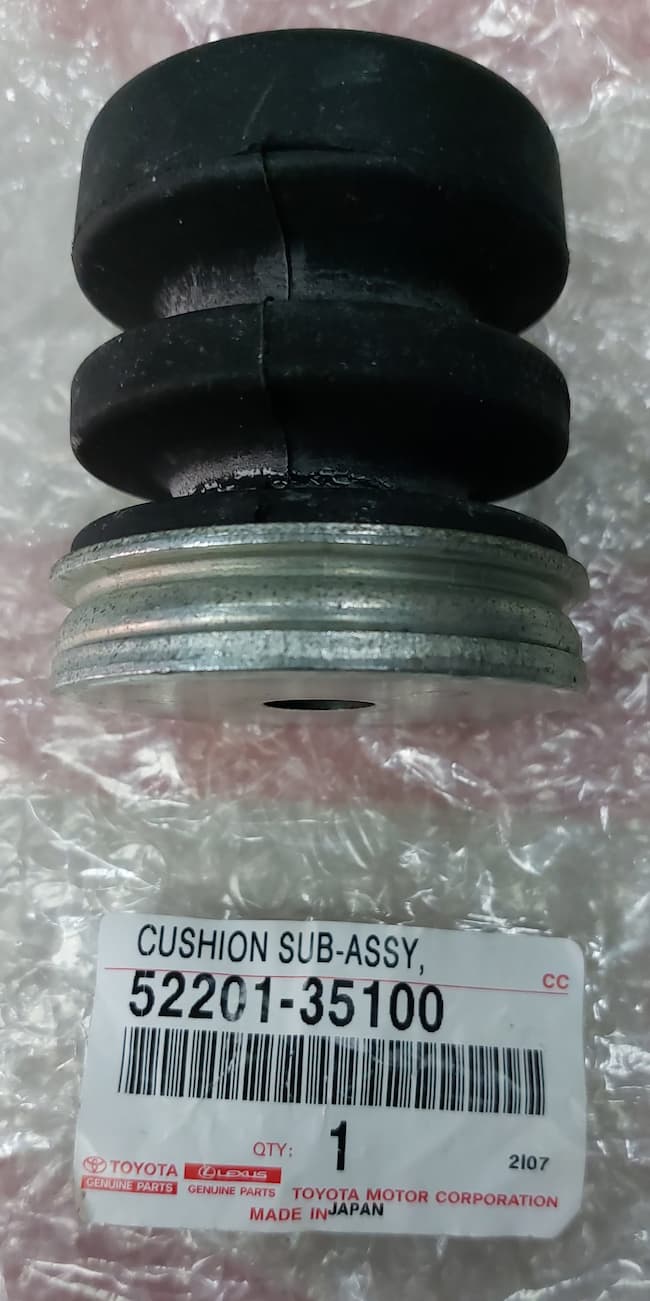 CUSHION SUB-ASSY,
CC
52201-35100
QTY: 1
2I07
TOYOTA LEXUS
GENUINE PARTS GENUINE PARTS TOYOTA MOTOR CORPORATION
MADE IN JAPAN